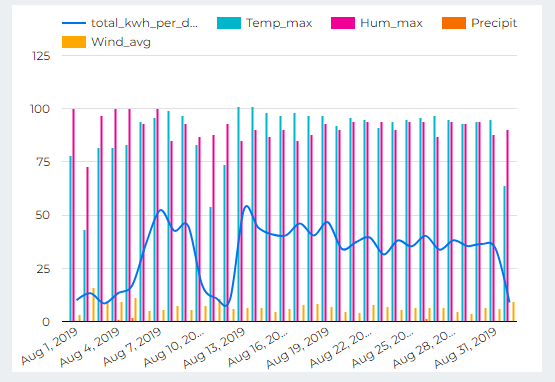 total_kwh_per_d... Temp_max Hum_max Precipit
Wind_avg
125
100
75
50
25
0
Aug 1, 2019 Aug 4, 2019 Aug 7, 2019 Aug 10, 20... Aug 13, 2019 Aug 16, 20... Aug 19, 2019 Aug 22, 20... Aug 25, 20... Aug 28, 20... Aug 31, 2019